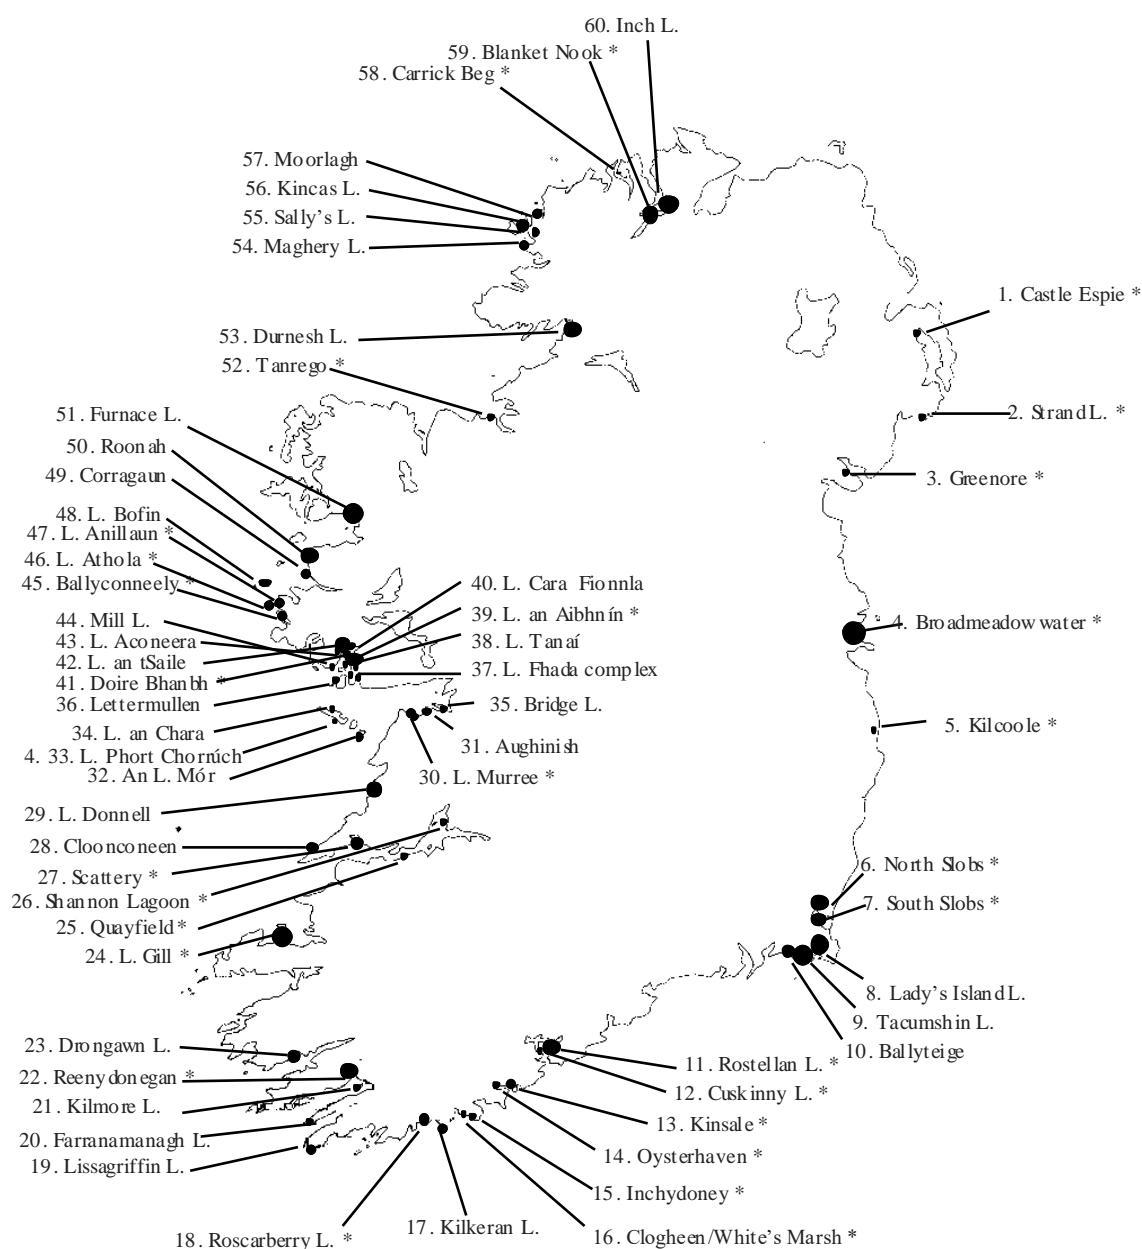 60. Inch L.
59. Blanket Nook *
58. Carrick Beg *
57. Moorlagh
56. Kincas L.
55. Sally's L.
54. Maghery L.
1. Castle Espie *
53. Durnesh L.
52. Tanrego *
51. Furnace L.
2. Strand L. *
50. Roonah
49. Corragaun
3. Greenore *
48. L. Bofin
47. L. Anillaun *
46. L. Athola *
45. Ballyconneely *
40. L. Cara Fionnla
44. Mill L.
39. L. an Aibhnín *
43. L. Aconeera
38. L. Tanaí
4. Broadmeadow water *
42. L. an tSaile
37. L. Fhada complex
41. Doire Bhanbh *
36. Lettermullen
35. Bridge L.
34. L. an Chara
5. Kilcoole *
31. Aughinish
4. 33. L. Phort Chorrúch
32. An L. Mór
30. L. Murree *
29. L. Donnell
28. Cloonconeen
6. North Slobs *
27. Scattery *
26. Shannon Lagoon *
7. South Slobs *
25. Quayfield *
24. L. Gill *
8. Lady's Island L.
9. Tacumshin L.
23. Drongawn L.
10. Ballyteige
11. Rostellan L. *
22. Reenydonegan *
12. Cuskinny L. *
21. Kilmore L.
13. Kinsale *
20. Farranamanagh L.
14. Oysterhaven *
19. Lissagriffin L.
15. Inchydoney *
17. Kilkeran L.
16. Clogheen/White's Marsh *
18. Roscarberry L. *